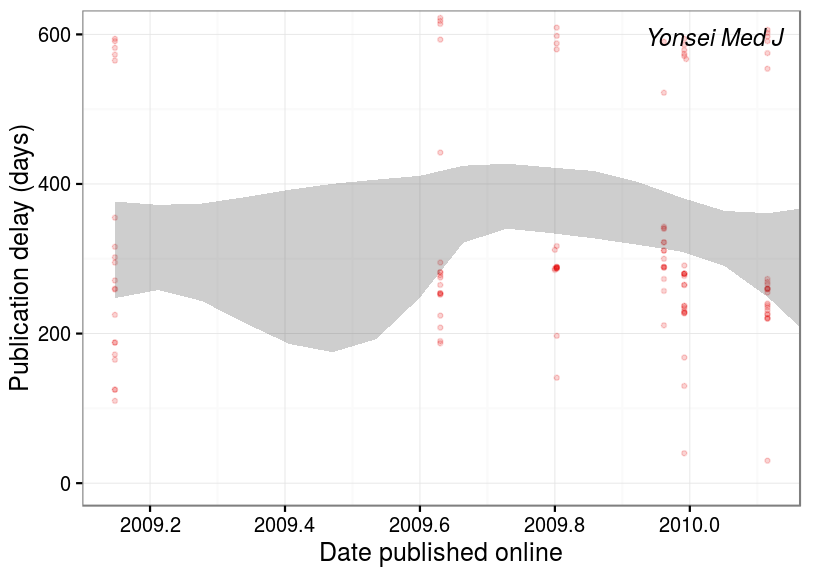 Yonsei Med J
600
400
200
0
Publication delay (days)
2009.2 2009.4 2009.6 2009.8 2010.0
Date published online